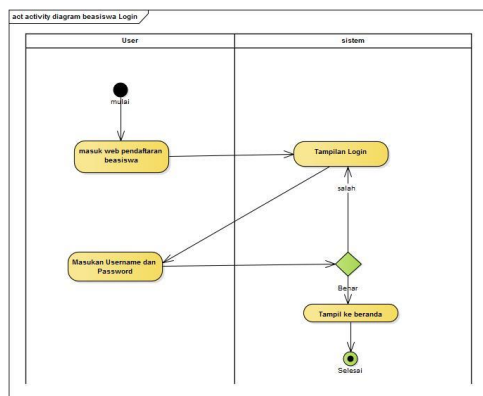 act activity diagram beasiswa Login
User
sistem
mulai
masuk web pendaftaran
beasiswa
Tampilan Login
salah
Masukan Username dan
Password
Benar
Tampil ke beranda
Selesai